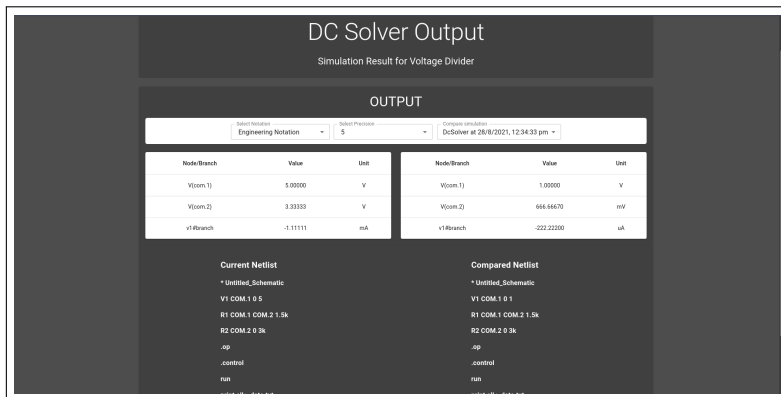 DC Solver Output
Simulation Result for Voltage Divider
OUTPUT
Select Notation
Engineering Notation
Select Precision
5
Compare simulation
DcSolver at 28/8/2021, 12:34:33 pm
Node/Branch Value Unit
V(com.1) 5.00000 V
V(com.2) 3.33333 V
v1#branch -1.11111 mA
Node/Branch Value Unit
V(com.1) 1.00000 V
V(com.2) 666.66670 mV
v1#branch -222.22200 uA
Current Netlist
* Untitled_Schematic
V1 COM.1 0 5
R1 COM.1 COM.2 1.5k
R2 COM.2 0 3k
.op
.control
run
Compared Netlist
* Untitled_Schematic
V1 COM.1 0 1
R1 COM.1 COM.2 1.5k
R2 COM.2 0 3k
.op
.control
run